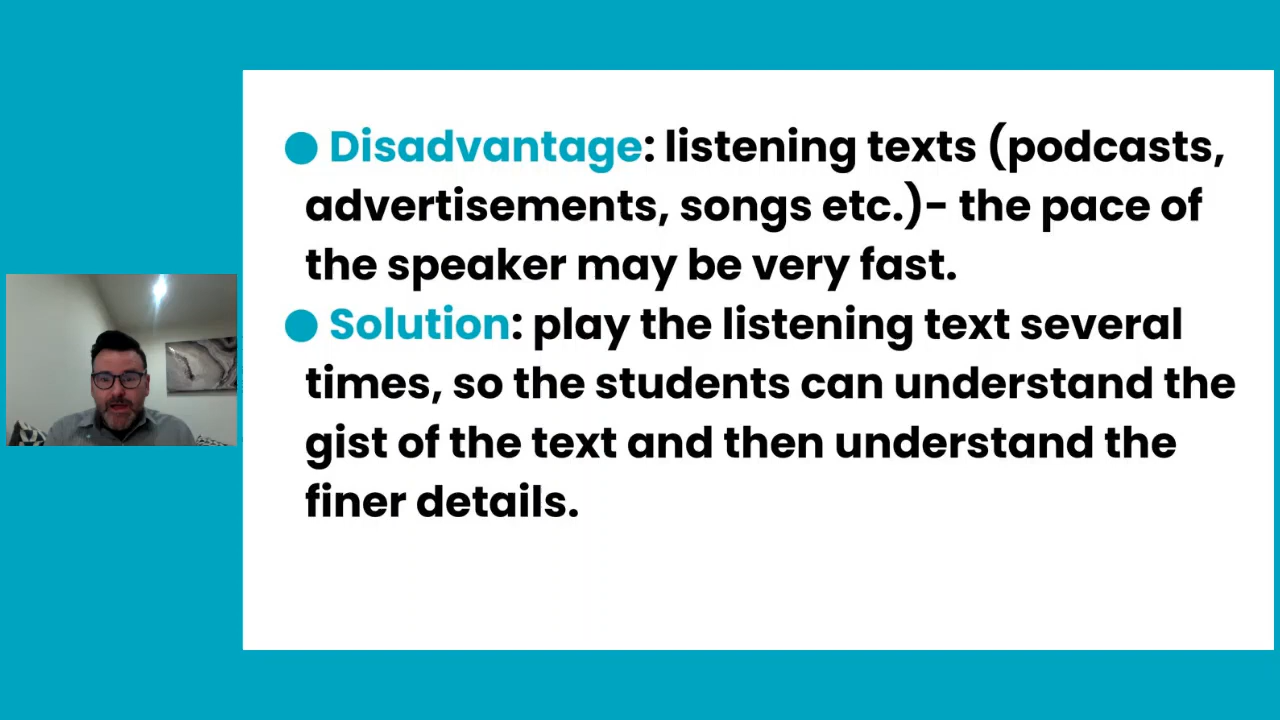 Disadvantage: listening texts (podcasts,
advertisements, songs etc.)- the pace of
the speaker may be very fast.
Solution: play the listening text several
times, so the students can understand the
gist of the text and then understand the
finer details.